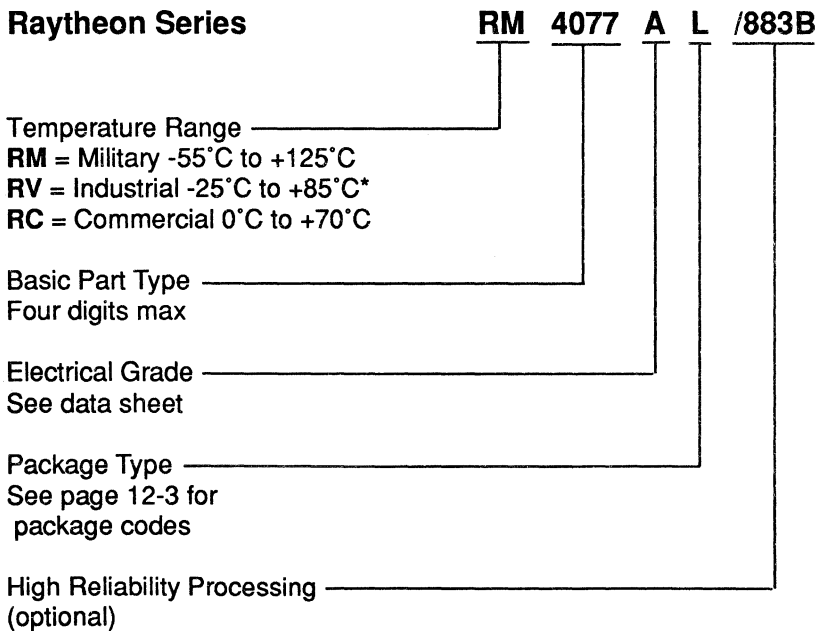 Raytheon Series RM 4077 A L /883B
Temperature Range
RM = Military -55°C to +125°C
RV = Industrial -25°C to +85°C*
RC = Commercial 0°C to +70°C
Basic Part Type
Four digits max
Electrical Grade
See data sheet
Package Type
See page 12-3 for
package codes
High Reliability Processing
(optional)